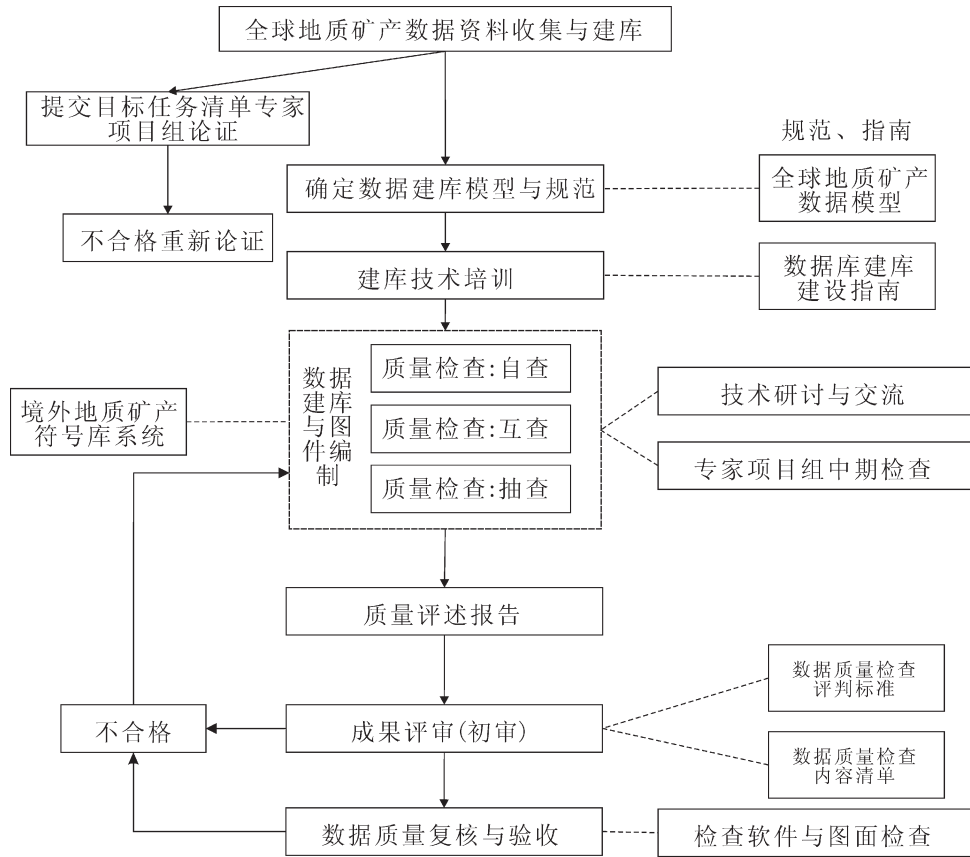 全球地质矿产数据资料收集与建库
提交目标任务清单专家
项目组论证
规范、指南
确定数据建库模型与规范
全球地质矿产
数据模型
不合格重新论证
建库技术培训
数据库建库
建设指南
数据
建库
与图
件编
制
质量检查:自查
质量检查:互查
质量检查:抽查
境外地质矿产
符号库系统
技术研讨与交流
专家项目组中期检查
质量评述报告
数据质量检查
评判标准
不合格
成果评审(初审)
数据质量检查
内容清单
数据质量复核与验收
检查软件与图面检查